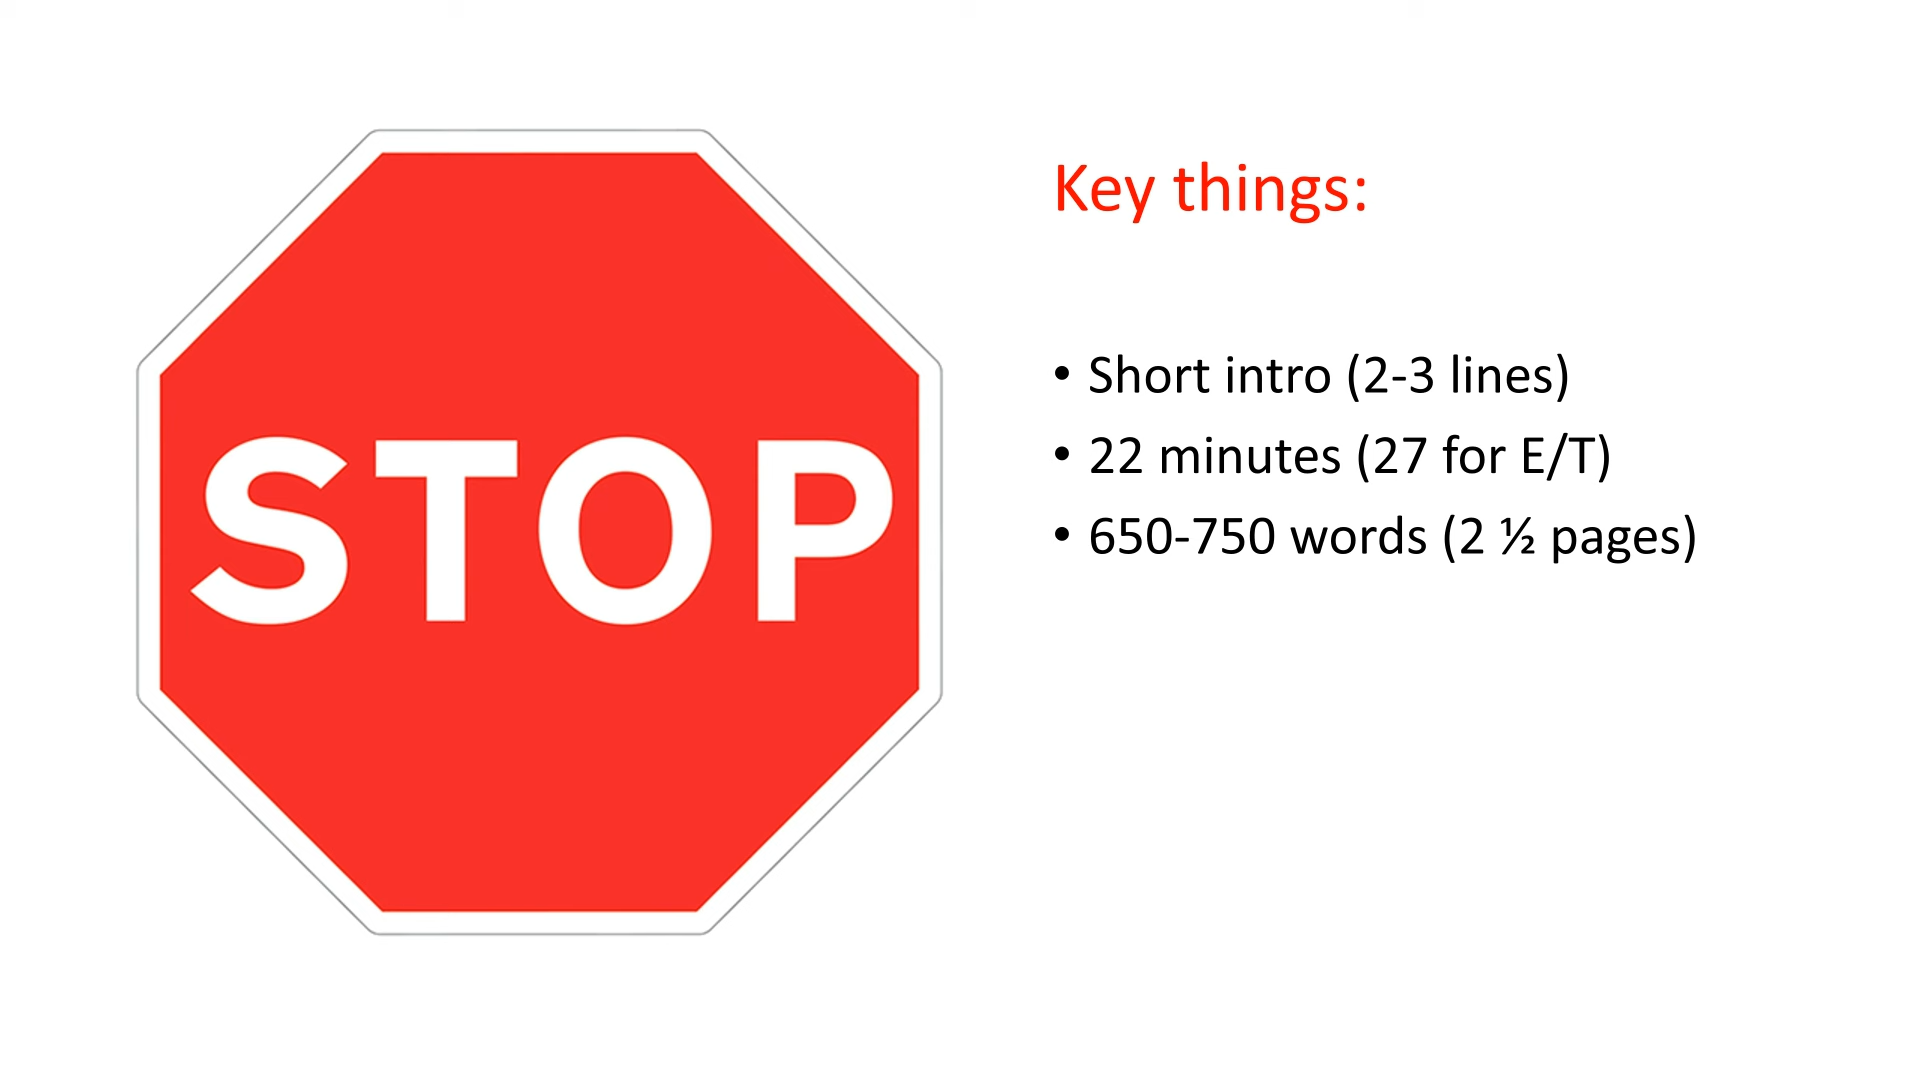 STOP
Key things:
• Short intro (2-3 lines)
• 22 minutes (27 for E/T)
• 650-750 words (2 ½ pages)